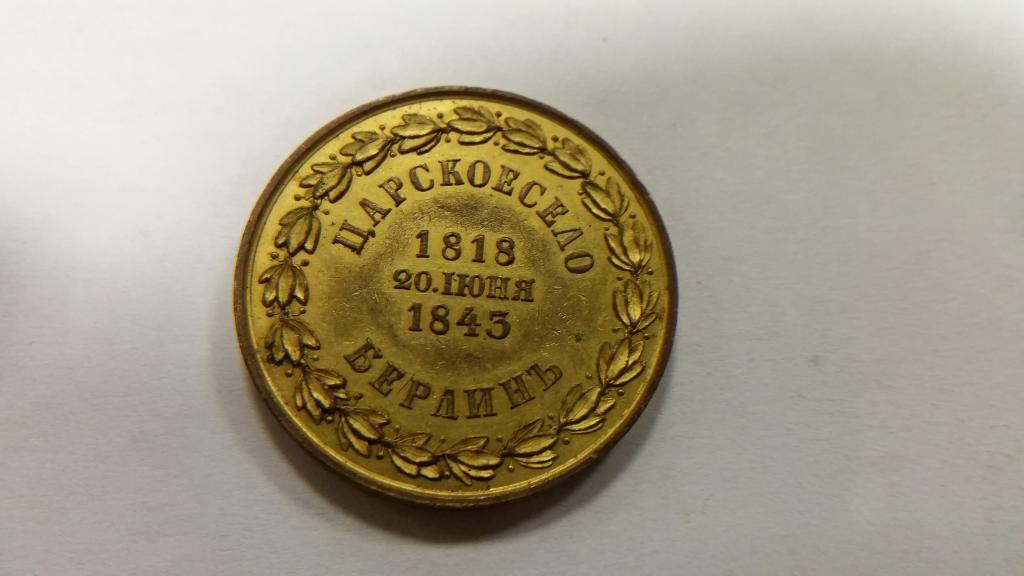 ЦАРСКОЕСЕЛО
1818
20. ІЮНЯ
1843
БЕРЛИНЪ